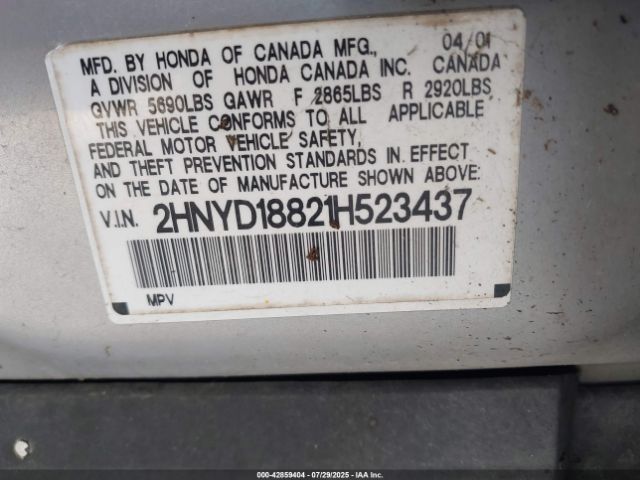 MFD. BY HONDA OF CANADA MFG., 04/01
A DIVISION OF HONDA CANADA INC. CANADA
GVWR 5690LBS GAWR F 2865LBS R 2920LBS
THIS VEHICLE CONFORMS TO ALL APPLICABLE
FEDERAL MOTOR VEHICLE SAFETY,
AND THEFT PREVENTION STANDARDS IN EFFECT
ON THE DATE OF MANUFACTURE SHOWN ABOVE.
V.I.N. 2HNYD18821H523437
MPV
000-42859404 - 07/29/2025 - IAAI.COM